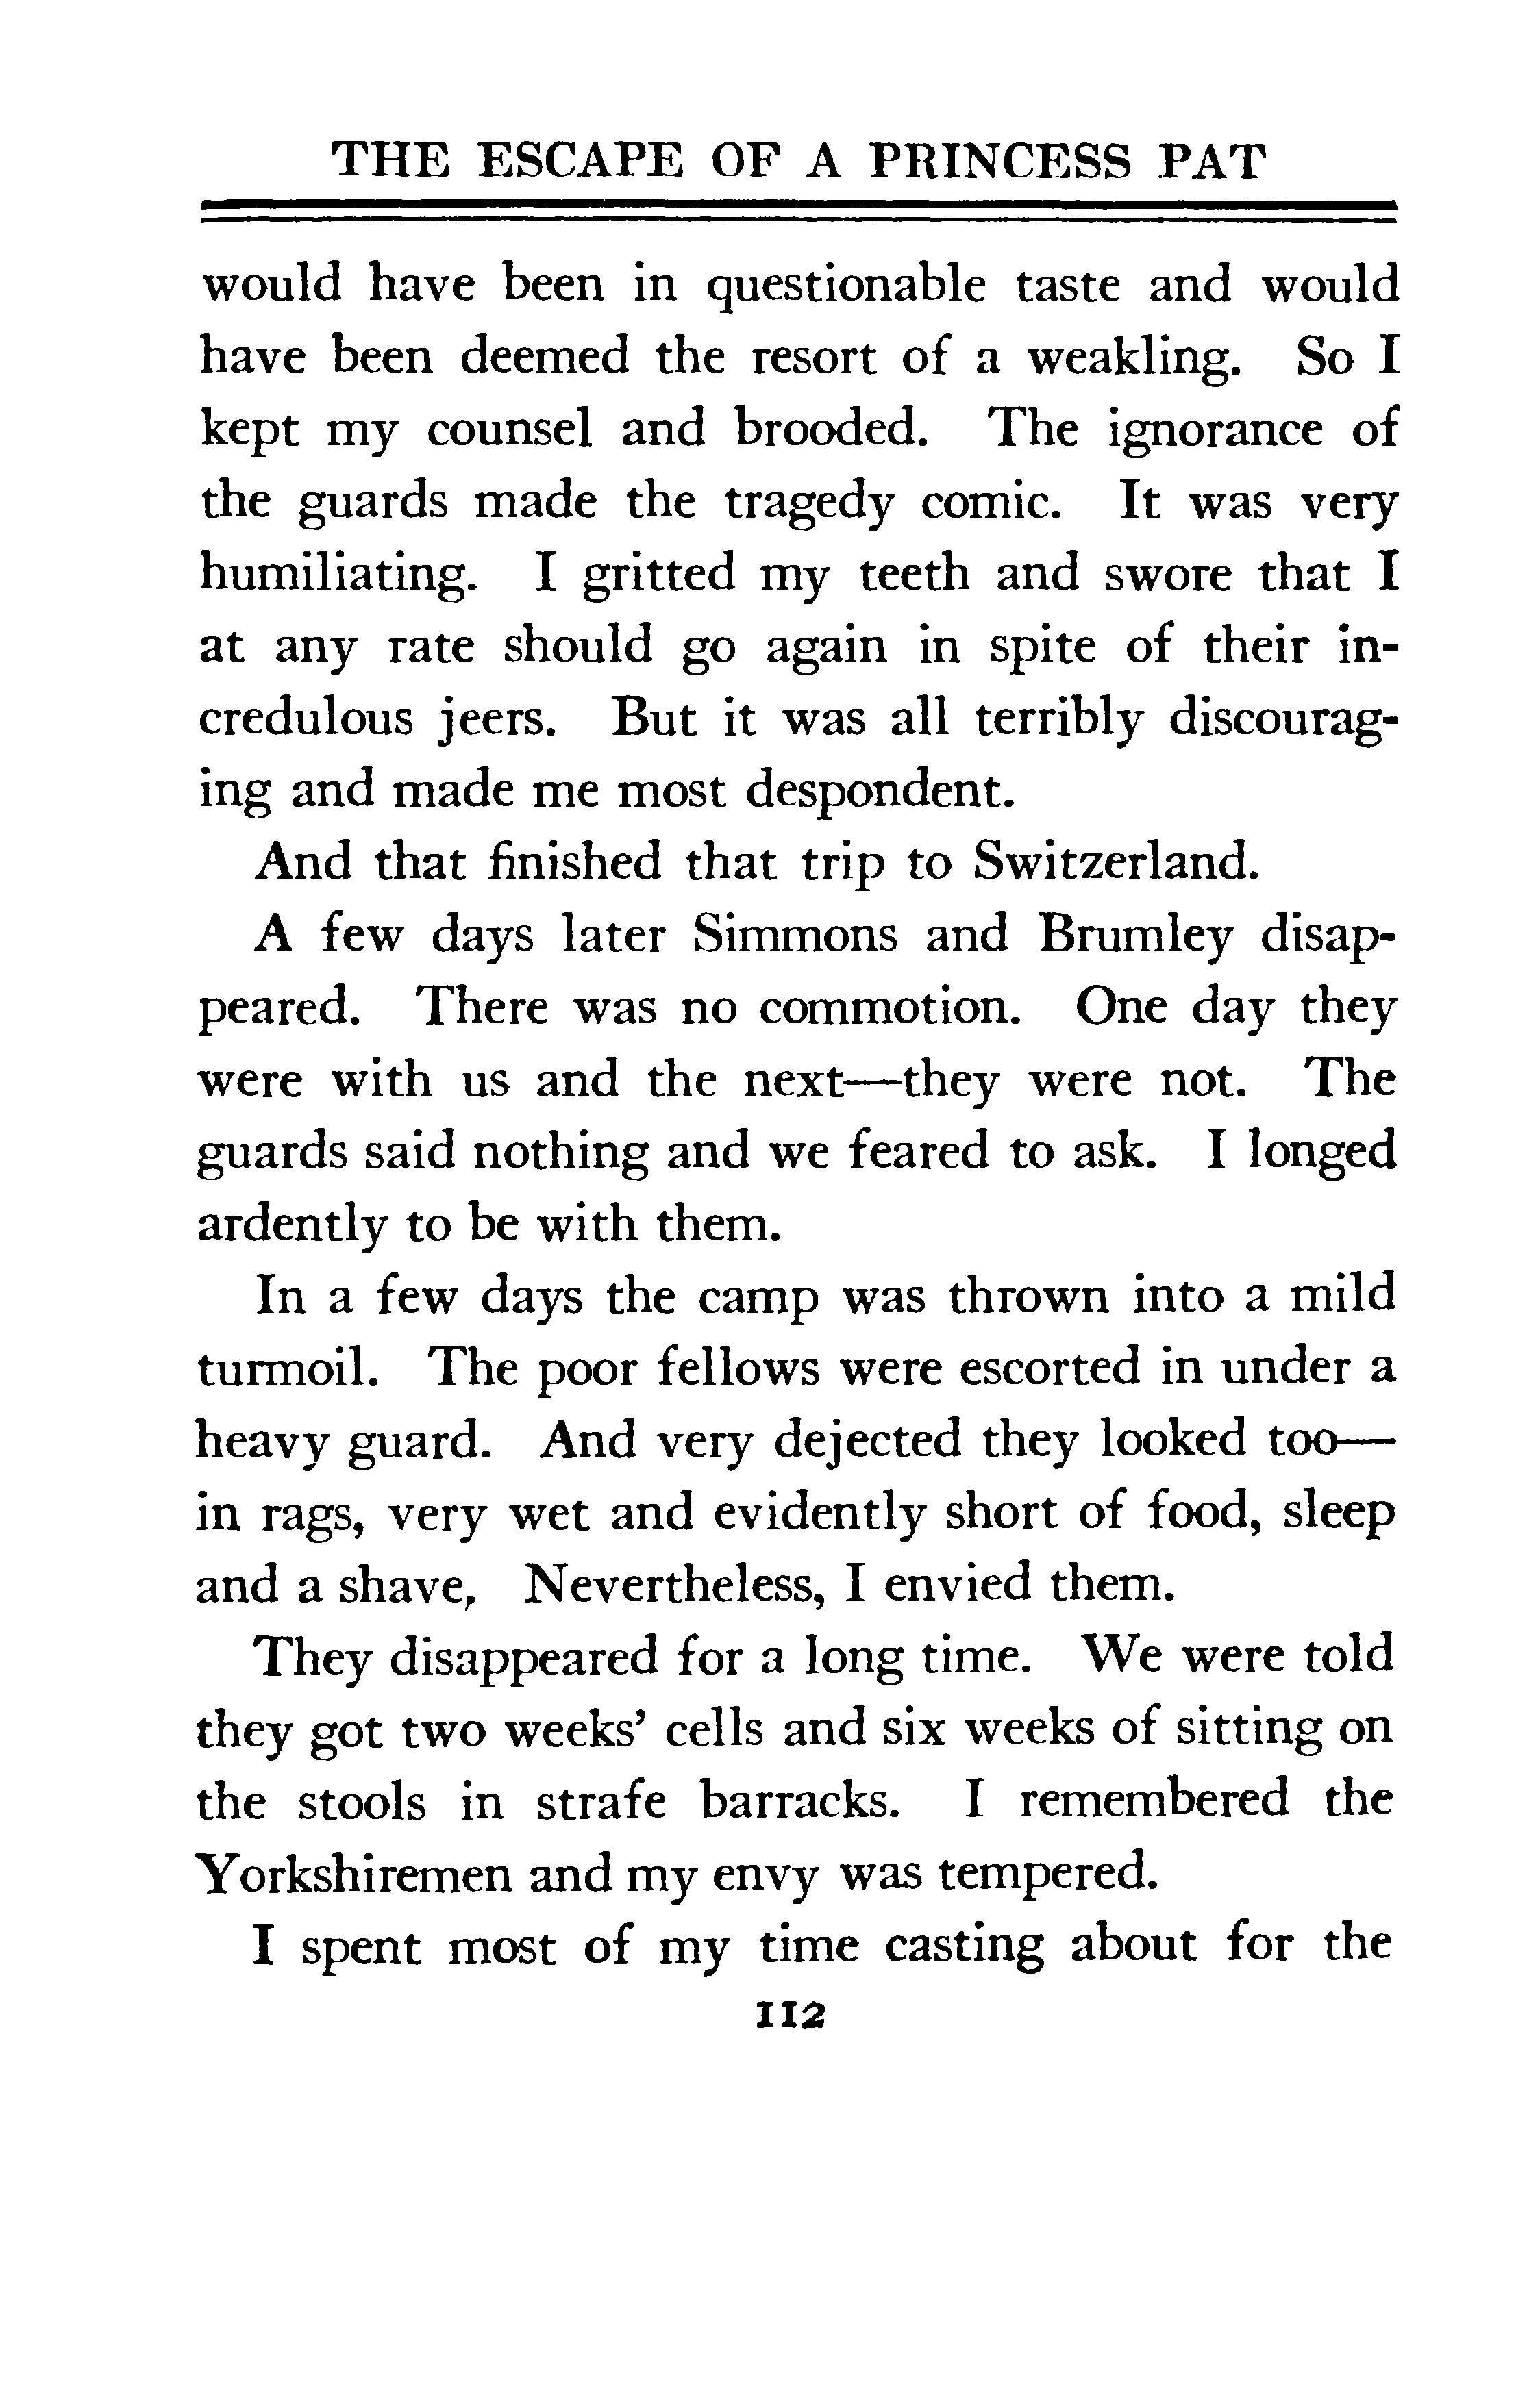 THE ESCAPE OF A PRINCESS PAT
would have been in questionable taste and would
have been deemed the resort of a weakling. So I
kept my counsel and brooded. The ignorance of
the guards made the tragedy comic. It was very
humiliating. I gritted my teeth and swore that I
at any rate should go again in spite of their in-
credulous jeers. But it was all terribly discourag-
ing and made me most despondent.
And that finished that trip to Switzerland.
A few days later Simmons and Brumley disap-
peared. There was no commotion. One day they
were with us and the next—they were not. The
guards said nothing and we feared to ask. I longed
ardently to be with them.
In a few days the camp was thrown into a mild
turmoil. The poor fellows were escorted in under a
heavy guard. And very dejected they looked too—
in rags, very wet and evidently short of food, sleep
and a shave, Nevertheless, I envied them.
They disappeared for a long time. We were told
they got two weeks’ cells and six weeks of sitting on
the stools in strafe barracks. I remembered the
Yorkshiremen and my envy was tempered.
I spent most of my time casting about for the
112